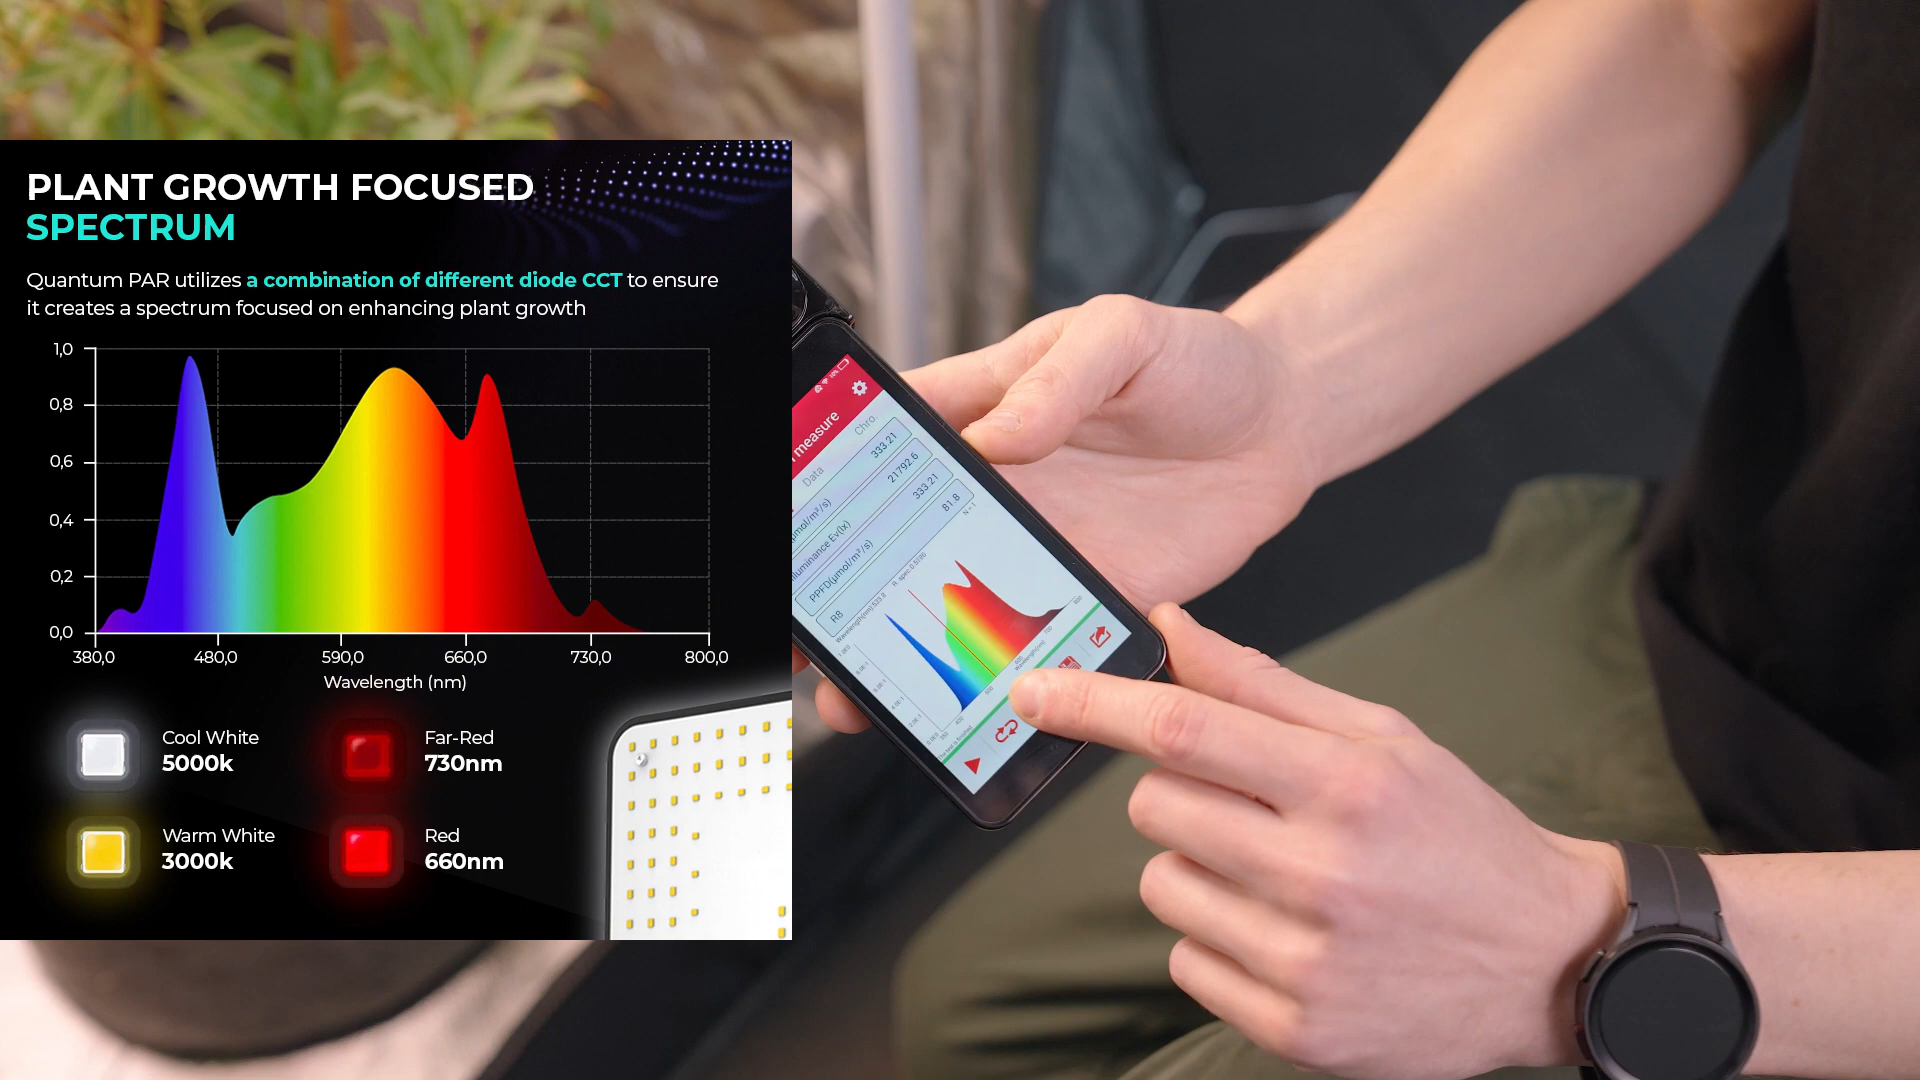 PLANT GROWTH FOCUSED
SPECTRUM
Quantum PAR utilizes a combination of different diode CCT to ensure
it creates a spectrum focused on enhancing plant growth
1,0
0,8
0,6
0,4
0,2
0,0
380,0 480,0 590,0 660,0 730,0 800,0
Wavelength (nm)
Cool White
5000k
Far-Red
730nm
Warm White
3000k
Red
660nm
measure
Data Chro
333.21
21792.6
Ev(lx)
333.21
PPFD(μmol/m²/s)
81.8
R8
N = 1